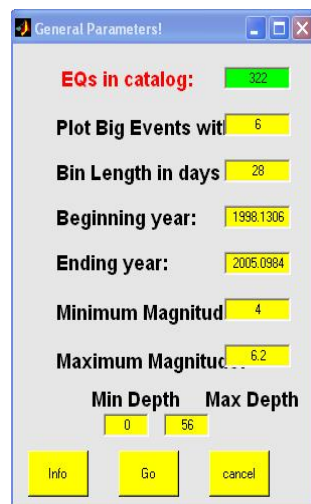 General Parameters!
EQs in catalog: 322
Plot Big Events with 6
Bin Length in days 28
Beginning year: 1998.1306
Ending year: 2005.0984
Minimum Magnitud 4
Maximum Magnitude: 6.2
Min Depth Max Depth
0 56
Info Go cancel